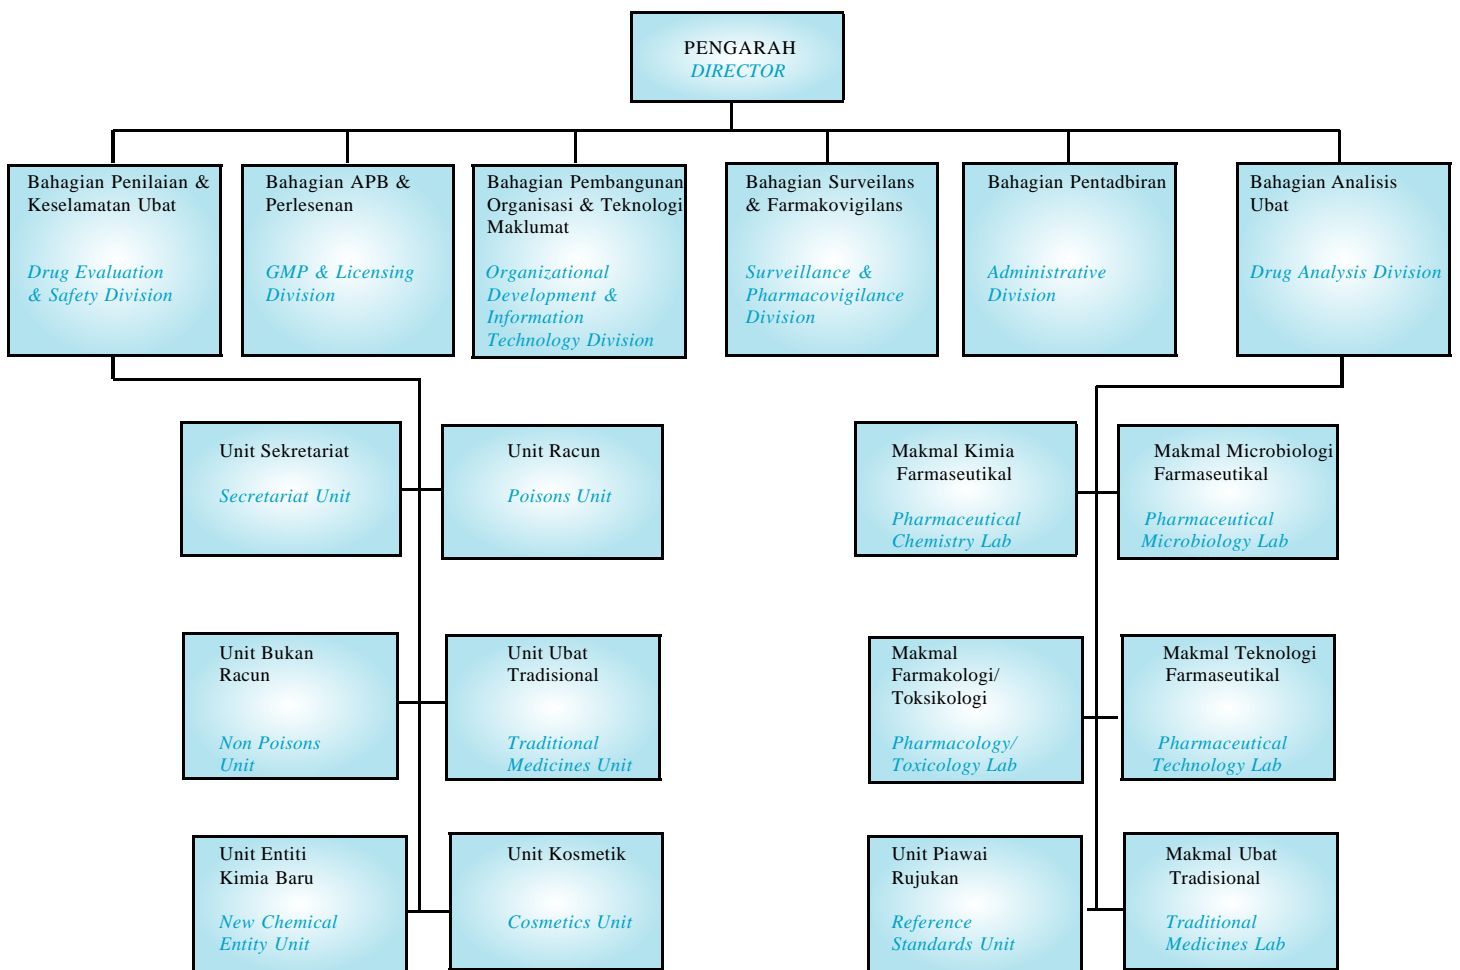 PENGARAH
DIRECTOR
Bahagian Penilaian &
Keselamatan Ubat
Drug Evaluation
& Safety Division
Bahagian APB &
Perlesenan
GMP & Licensing
Division
Bahagian Pembangunan
Organisasi & Teknologi
Maklumat
Organizational
Development &
Information
Technology Division
Bahagian Surveilans
& Farmakovigilans
Surveillance &
Pharmacovigilance
Division
Bahagian Pentadbiran
Administrative
Division
Bahagian Analisis
Ubat
Drug Analysis Division
Unit Sekretariat
Secretariat Unit
Unit Racun
Poisons Unit
Makmal Kimia
Farmaseutikal
Pharmaceutical
Chemistry Lab
Makmal Microbiologi
Farmaseutikal
Pharmaceutical
Microbiology Lab
Unit Bukan
Racun
Non Poisons
Unit
Unit Ubat
Tradisional
Traditional
Medicines Unit
Makmal
Farmakologi/
Toksikologi
Pharmacology/
Toxicology Lab
Makmal Teknologi
Farmaseutikal
Pharmaceutical
Technology Lab
Unit Entiti
Kimia Baru
New Chemical
Entity Unit
Unit Kosmetik
Cosmetics Unit
Unit Piawai
Rujukan
Reference
Standards Unit
Makmal Ubat
Tradisional
Traditional
Medicines Lab